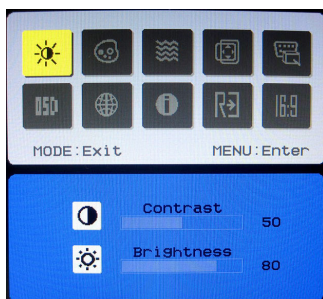 OSD
R
16:9
MODE:Exit MENU:Enter
Contrast
50
Brightness
80